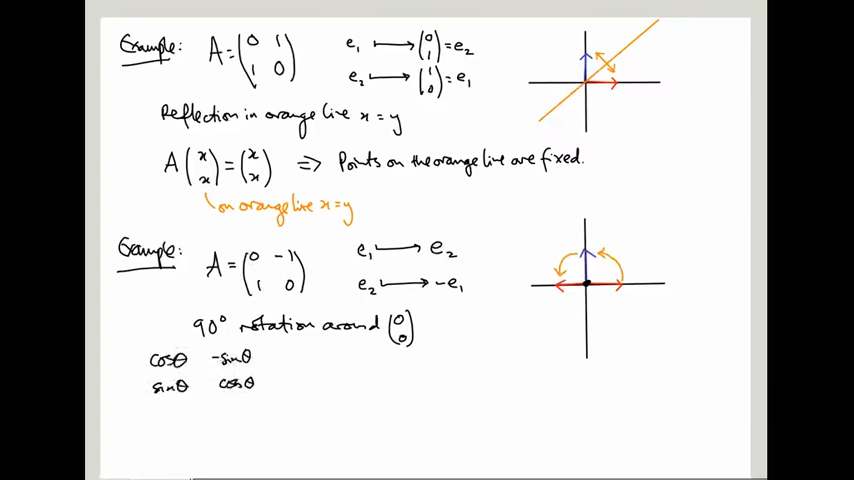 Example: A = (0 1
1 0) e₁ ⟼ (0
1) = e₂
e₂ ⟼ (1
0) = e₁
Reflection in orange line x = y
A (x
x) = (x
x) ⇒ Points on the orange line are fixed.
on orange line x = y
Example: A = (0 -1
1 0) e₁ ⟼ e₂
e₂ ⟼ -e₁
90° rotation around (0
0)
cosθ -sinθ
sinθ cosθ